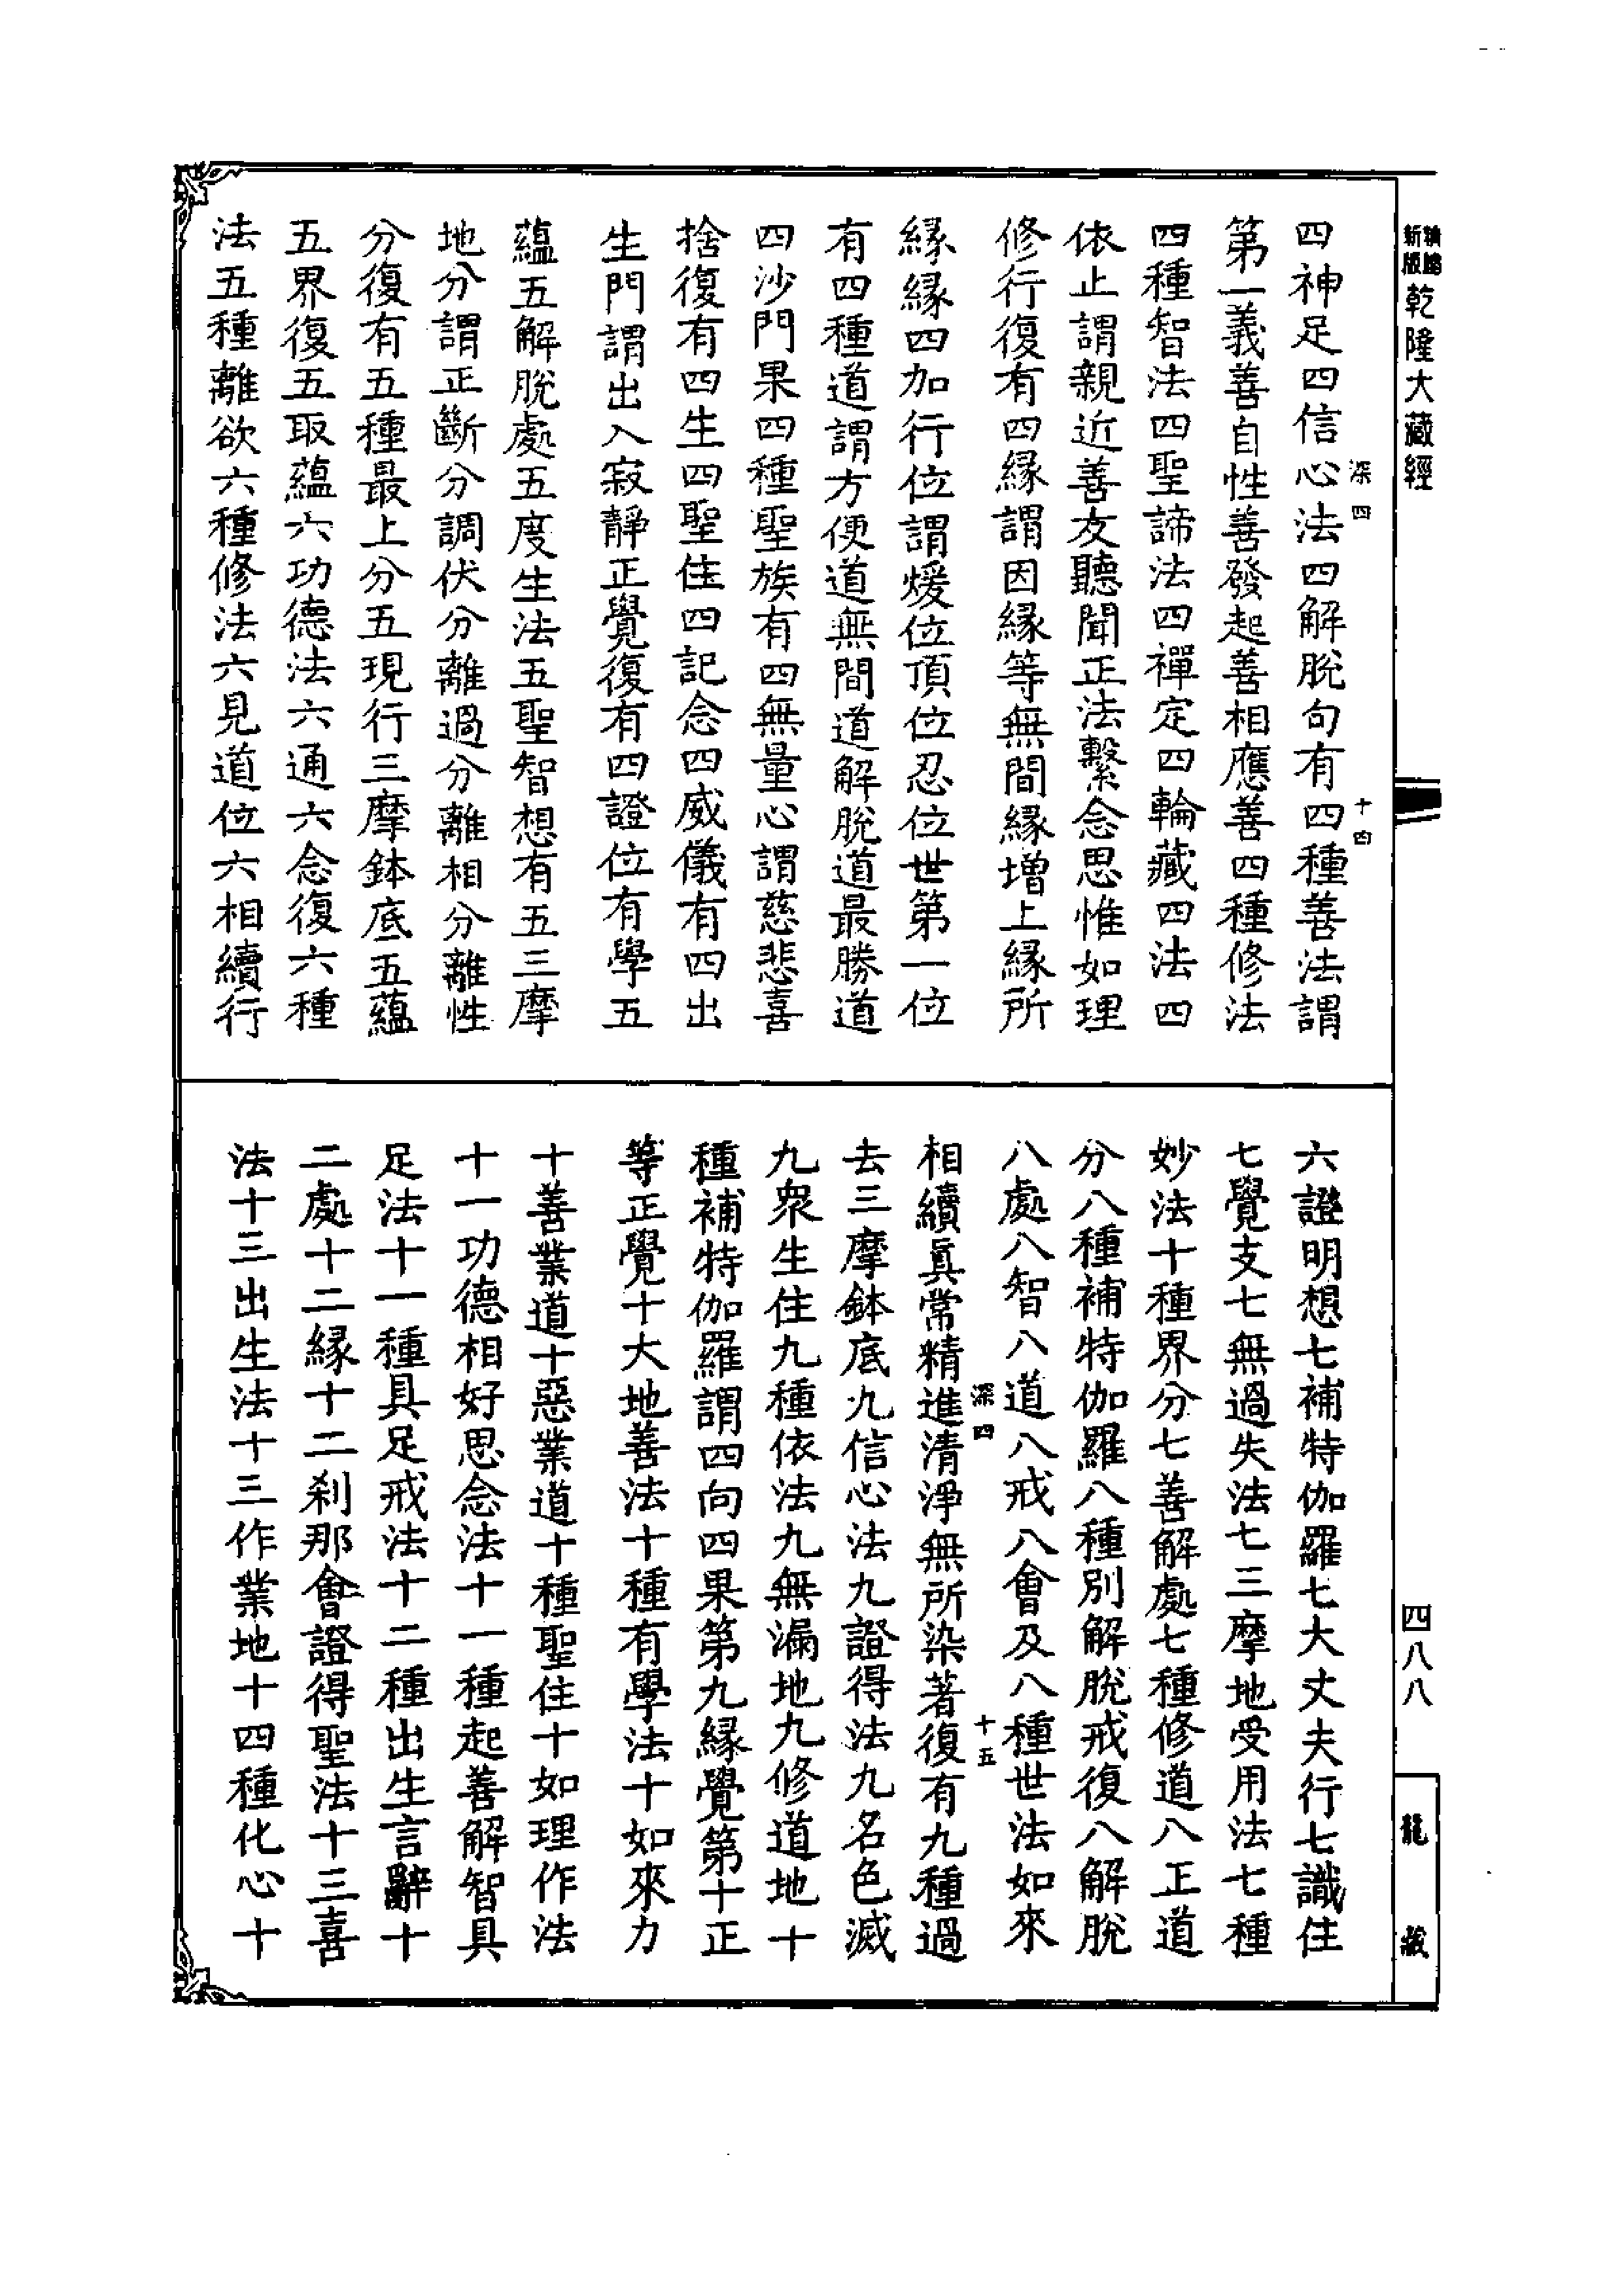 新版
乾隆大藏經
深四
十四
四神足四信心法四解脫句有四種善法謂
第一義善自性善發起善相應善四種修法
四種智法四聖諦法四禪定四輪藏四法四
依止謂親近善友聽聞正法繫念思惟如理
修行復有四緣謂因緣等無間緣增上緣所
緣緣四加行位謂煖位頂位忍位世第一位
有四種道謂方便道無間道解脫道最勝道
四沙門果四種聖族有四無量心謂慈悲喜
捨復有四生四聖住四記念四威儀有四出
生門謂出入寂靜正覺復有四證位有學五
蘊五解脫處五度生法五聖智想有五三摩
地分謂正斷分調伏分離過分離相分離性
分復有五種最上分五現行三摩鉢底五蘊
五界復五取蘊六功德法六通六念復六種
法五種離欲六種修法六見道位六相續行
六證明想七補特伽羅七大丈夫行七識住
七覺支七無過失法七三摩地受用法七種
妙法十種界分七善解處七種修道八正道
分八種補特伽羅八種別解脫戒復八解脫
八處八智八道八戒八會及八種世法如來
深四
十五
相續眞常精進清淨無所染著復有九種過
去三摩鉢底九信心法九證得法九名色滅
九衆生住九種依法九無漏地九修道地十
種補特伽羅謂四向四果第九緣覺第十正
等正覺十大地善法十種有學法十如來力
十善業道十惡業道十種聖住十如理作法
十一功德相好思念法十一種起善解智具
足法十一種具足戒法十二種出生言辭十
二處十二緣十二刹那會證得聖法十三喜
法十三出生法十三作業地十四種化心十
四八八
龍藏